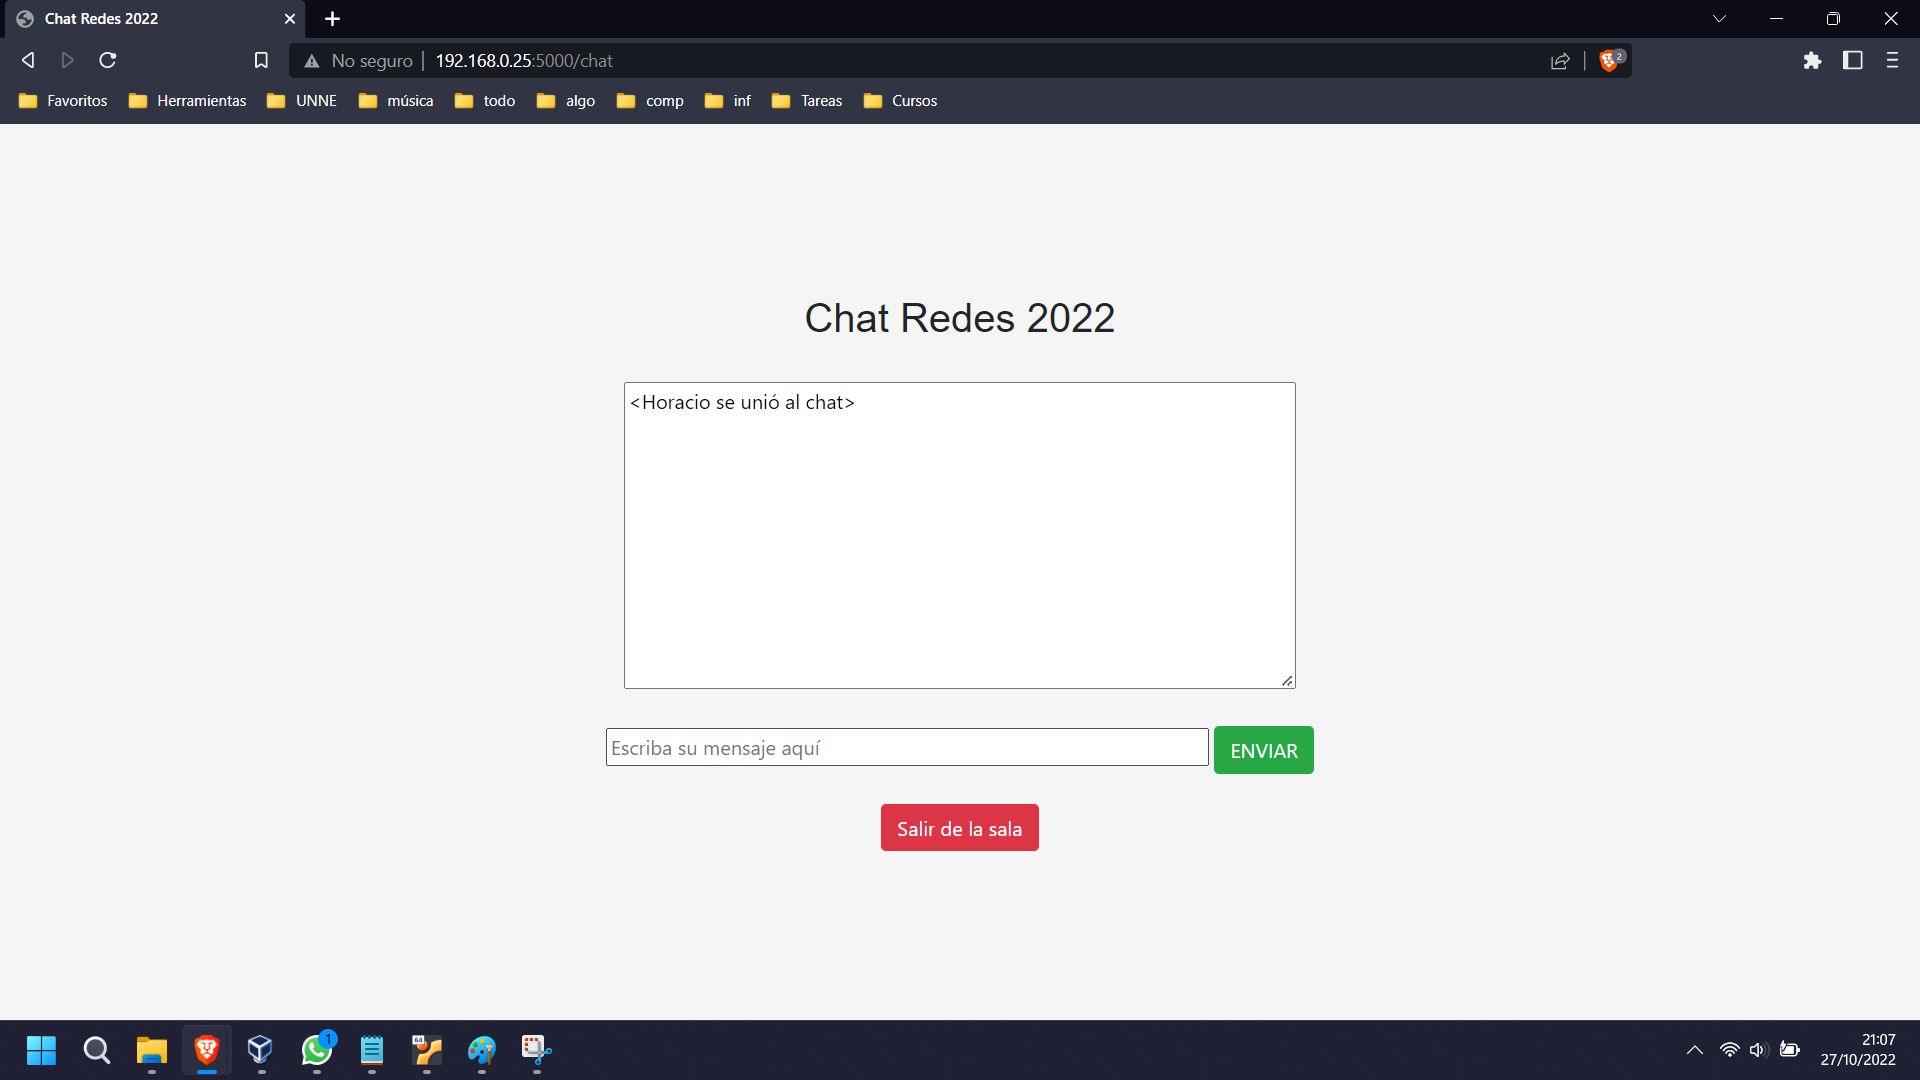 Chat Redes 2022
No seguro 192.168.0.25:5000/chat 2
Favoritos Herramientas UNNE música todo algo comp inf Tareas Cursos
Chat Redes 2022
<Horacio se unió al chat>
Escriba su mensaje aquí ENVIAR
Salir de la sala
1 64
21:07
27/10/2022